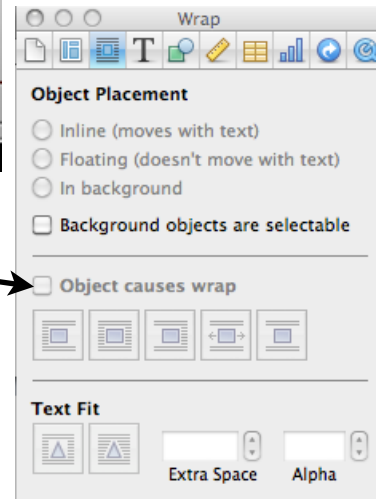 Wrap
T
Object Placement
Inline (moves with text)
Floating (doesn't move with text)
In background
Background objects are selectable
Object causes wrap
Text Fit
Extra Space Alpha